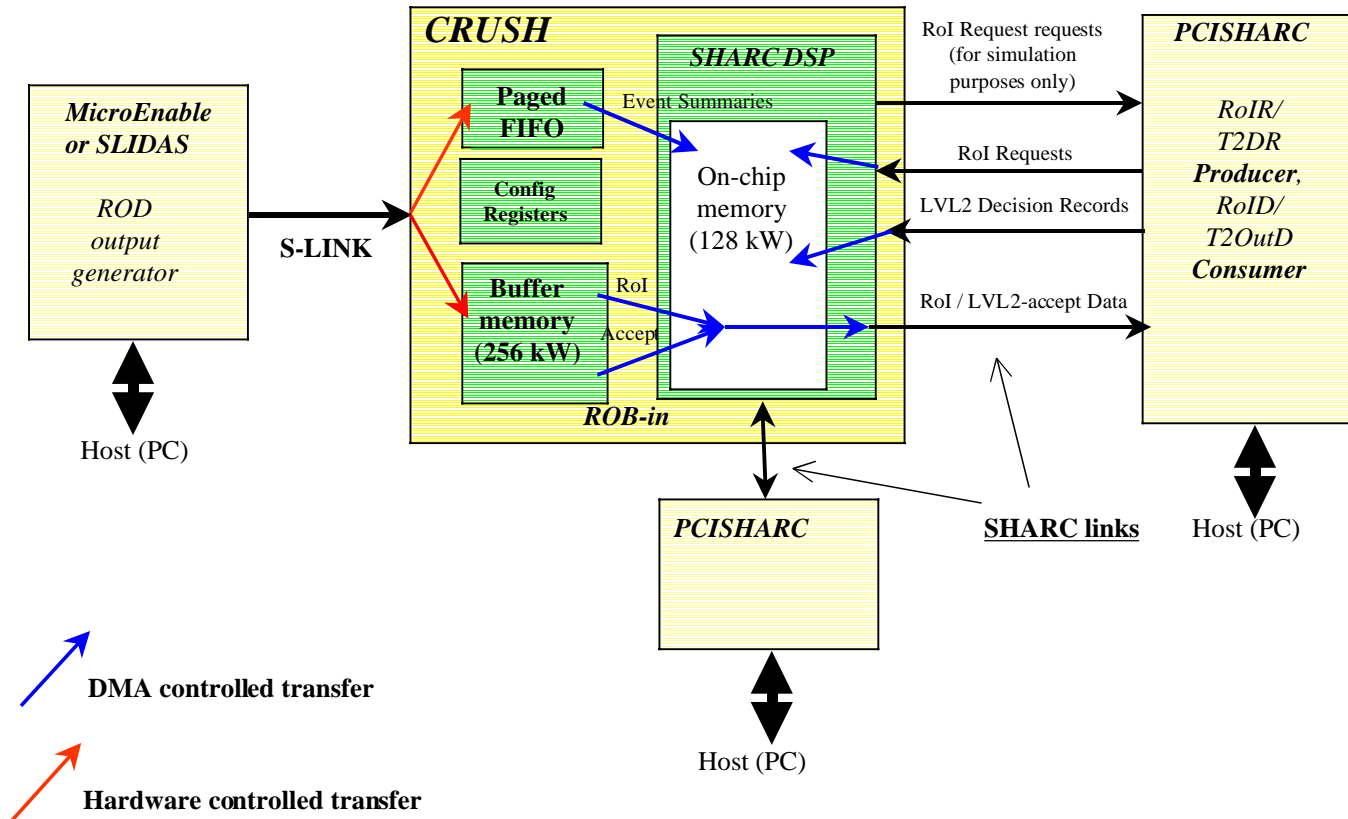 MicroEnable
or SLIDAS
ROD
output
generator
Host (PC)
S-LINK
CRUSH
Paged
FIFO
Config
Registers
Buffer
memory
(256 kW)
ROB-in
SHARC DSP
Event Summaries
On-chip
memory
(128 kW)
RoI
Accept
RoI Request requests
(for simulation
purposes only)
RoI Requests
LVL2 Decision Records
RoI / LVL2-accept Data
PCISHARC
RoIR/
T2DR
Producer,
RoID/
T2OutD
Consumer
Host (PC)
SHARC links
PCISHARC
Host (PC)
DMA controlled transfer
Hardware controlled transfer